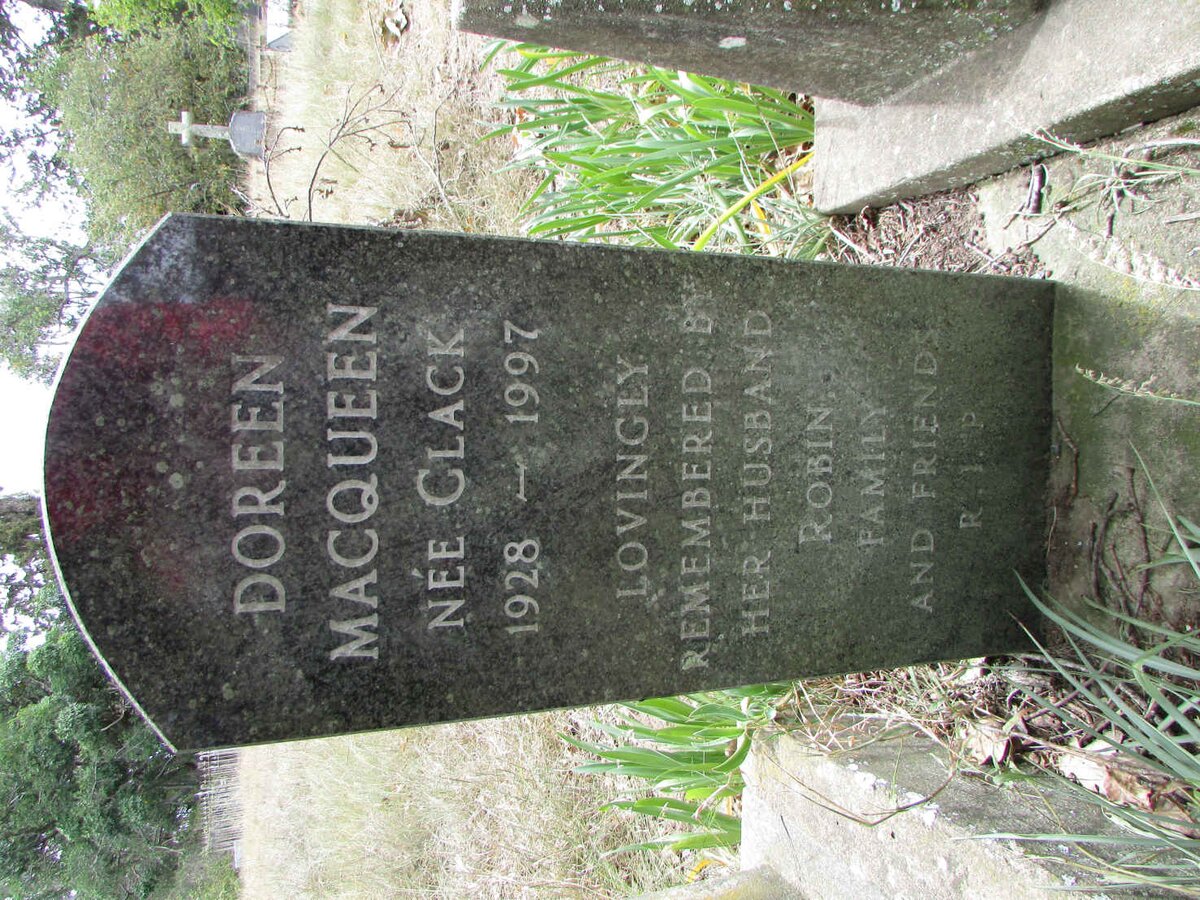 DOREEN
MACQUEEN
NÉE CLACK
1928 — 1997
LOVINGLY
REMEMBERED BY
HER HUSBAND
ROBIN,
FAMILY
AND FRIENDS
R I P